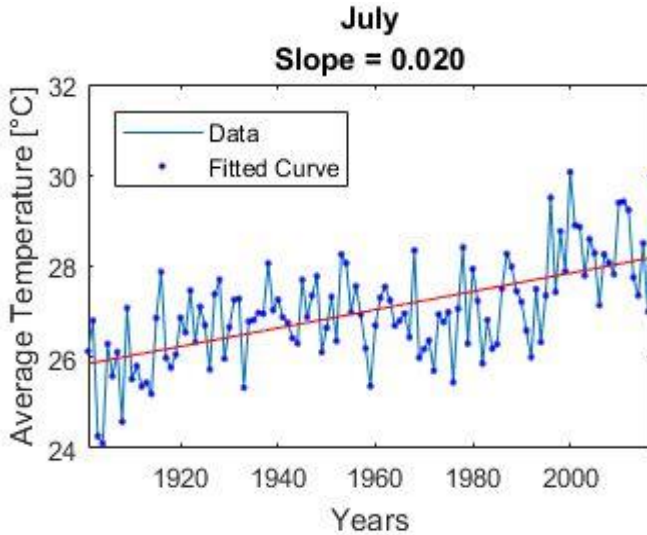 July
Slope = 0.020
Average Temperature [°C]
32
30
28
26
24
Data
Fitted Curve
1920
1940
1960
1980
2000
Years